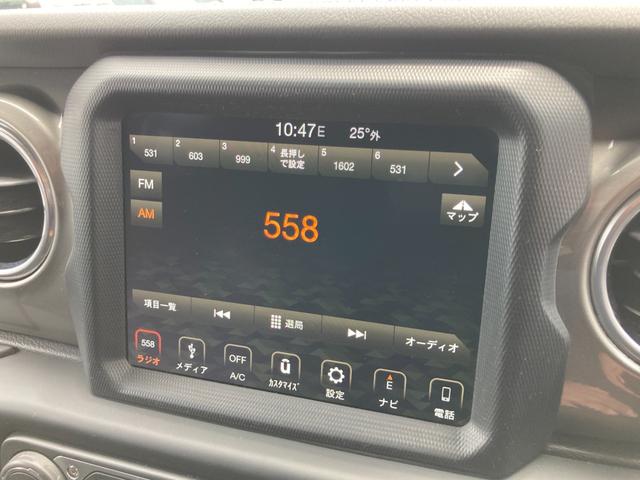 10:47E 25°外
1 531 2 603 3 999 4 長押しで設定 5 1602 6 531
FM
マップ
AM
558
項目一覧 選局 オーディオ
558 OFF E
ラジオ メディア A/C カスタマイズ 設定 ナビ 電話